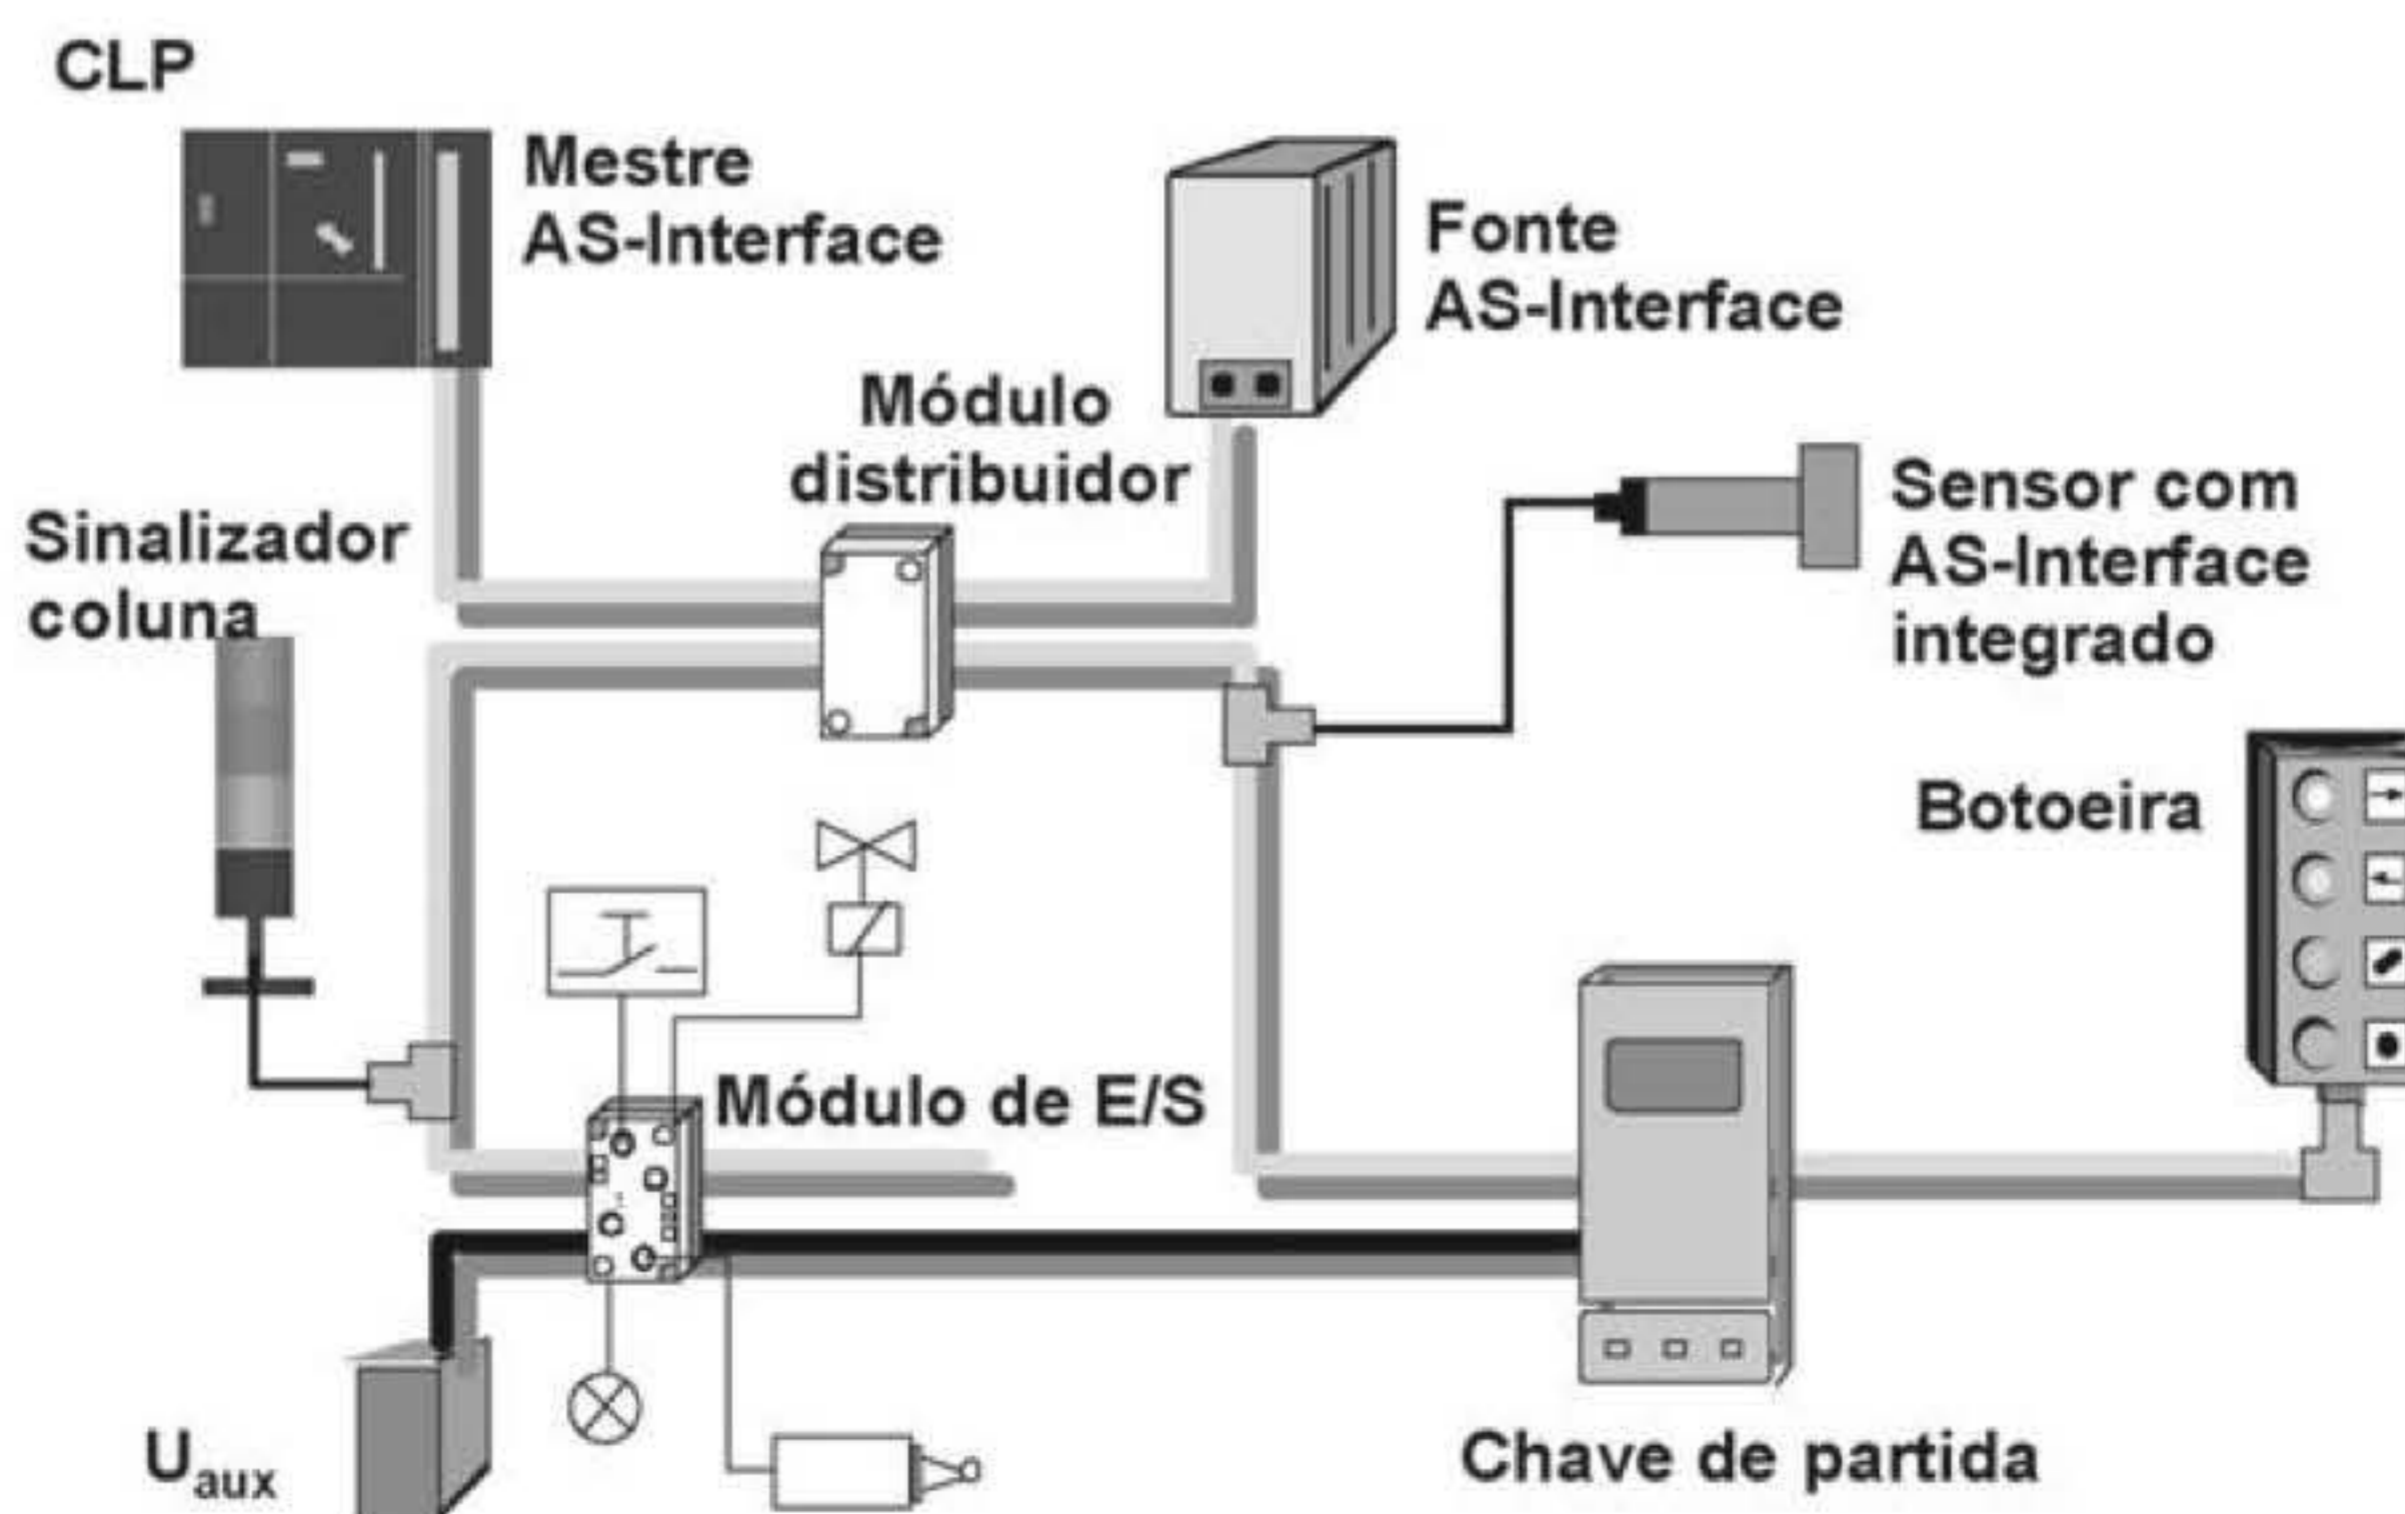 CLP
Mestre
AS-Interface
Fonte
AS-Interface
Módulo
distribuidor
Sensor com
AS-Interface
integrado
Sinalizador
coluna
Botoeira
Módulo de E/S
Chave de partida
Uaux